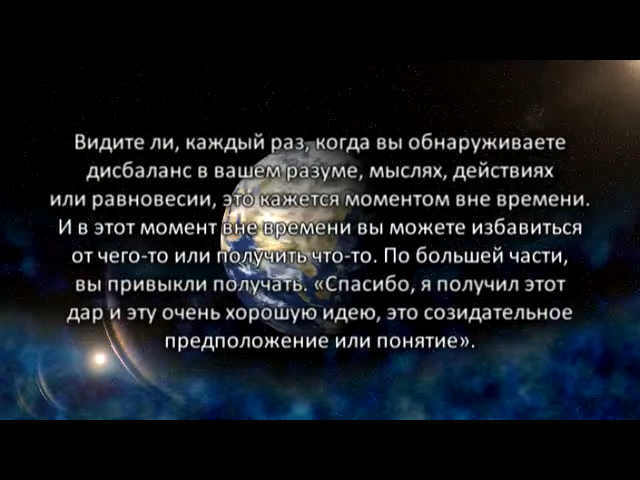 Видите ли, каждый раз, когда вы обнаруживаете
дисбаланс в вашем разуме, мыслях, действиях
или равновесии, это кажется моментом вне времени.
И в этот момент вне времени вы можете избавиться
от чего-то или получить что-то. По большей части,
вы привыкли получать. «Спасибо, я получил этот
дар и эту очень хорошую идею, это созидательное
предположение или понятие».